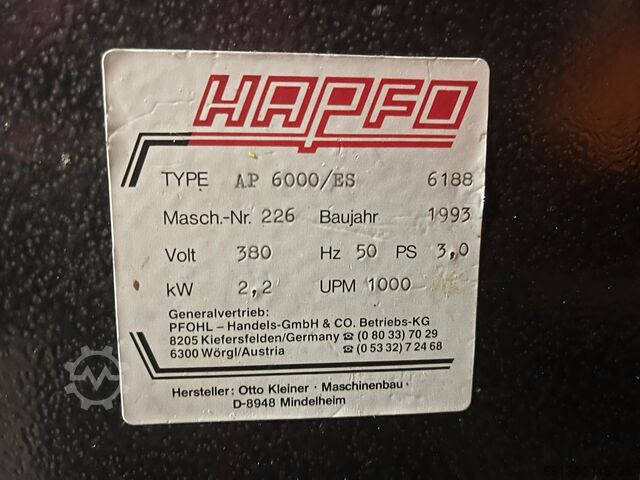 HAPFO
TYPE AP 6000/ES 6188
Masch.-Nr. 226 Baujahr 1993
Volt 380 Hz 50 PS 3,0
kW 2,2 UPM 1000
Generalvertrieb:
PFOHL – Handels-GmbH & CO. Betriebs-KG
8205 Kiefersfelden/Germany ☎ (0 80 33) 70 29
6300 Wörgl/Austria ☎ (0 53 32) 7 24 68
Hersteller: Otto Kleiner · Maschinenbau ·
D-8948 Mindelheim